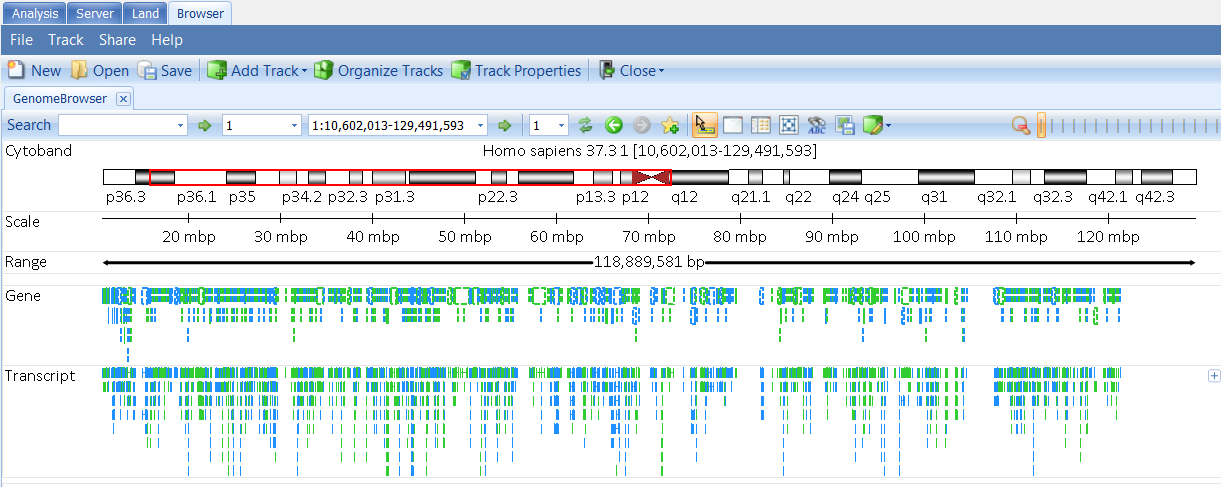 Analysis Server Land Browser
File Track Share Help
New Open Save Add Track Organize Tracks Track Properties Close
GenomeBrowser
Search 1 1:10,602,013-129,491,593 1 ABC
Cytoband Homo sapiens 37.3 1 [10,602,013-129,491,593]
p36.3 p36.1 p35 p34.2 p32.3 p31.3 p22.3 p13.3 p12 q12 q21.1 q22 q24 q25 q31 q32.1 q32.3 q42.1 q42.3
Scale
20 mbp 30 mbp 40 mbp 50 mbp 60 mbp 70 mbp 80 mbp 90 mbp 100 mbp 110 mbp 120 mbp
Range 118,889,581 bp
Gene
Transcript